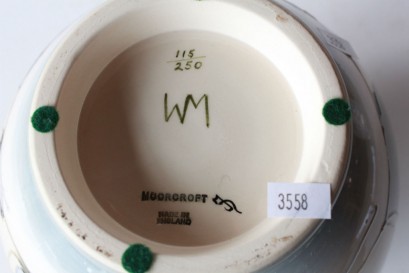 115
250
WM
MOORCROFT
MADE IN
ENGLAND
3558